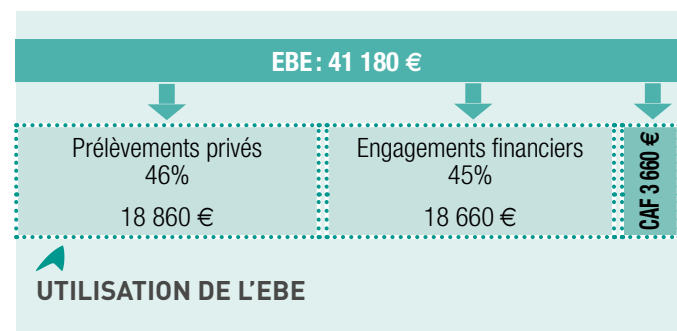 EBE : 41 180 €
Prélèvements privés
46%
18 860 €
Engagements financiers
45%
18 660 €
CAF 3 660 €
UTILISATION DE L’EBE